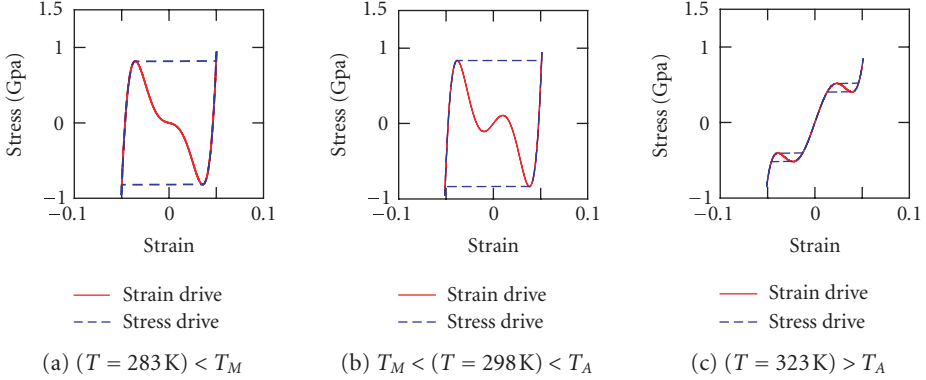 1.5
1
0
−1
Stress (Gpa)
−0.1
0
0.1
Strain
Strain drive
Stress drive
(a) (T = 283 K) < T_M
1.5
1
0
−1
Stress (Gpa)
−0.1
0
0.1
Strain
Strain drive
Stress drive
(b) T_M < (T = 298 K) < T_A
1.5
1
0
−1
Stress (Gpa)
−0.1
0
0.1
Strain
Strain drive
Stress drive
(c) (T = 323 K) > T_A